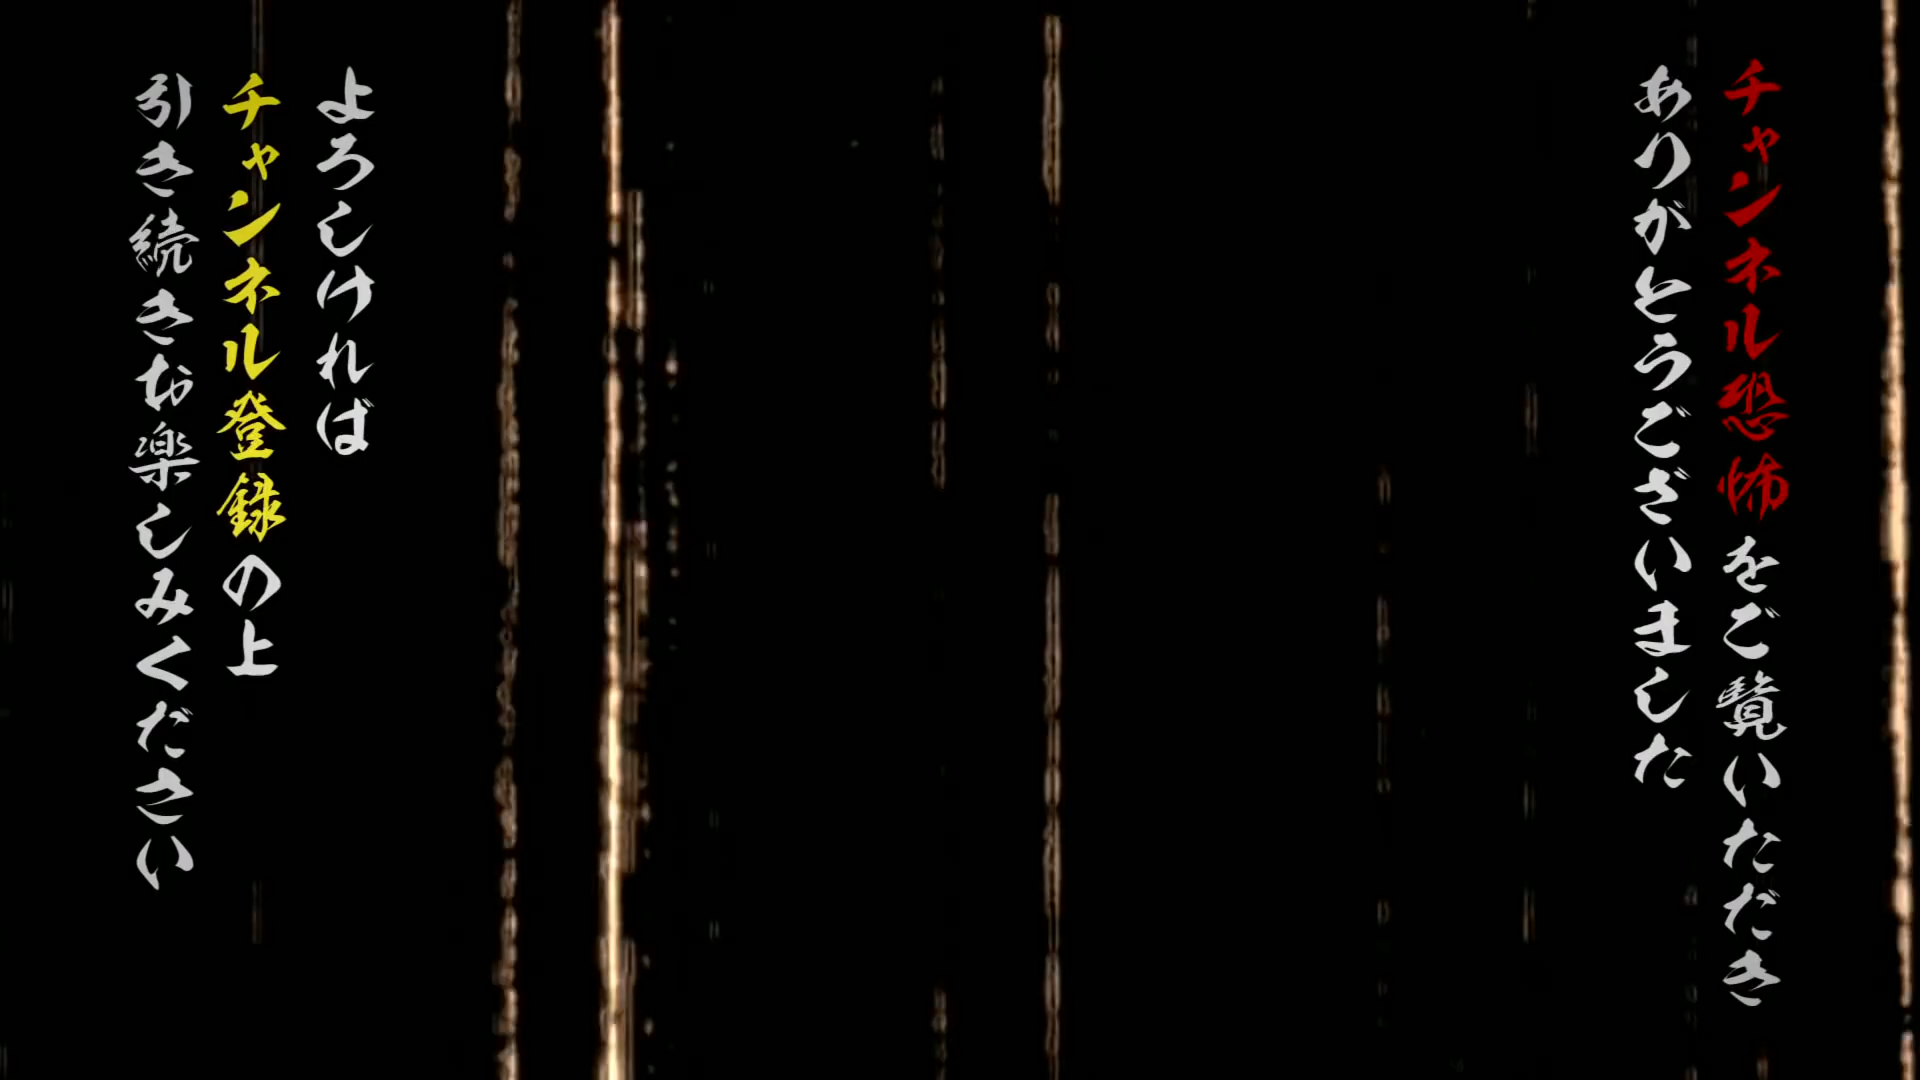 チャンネル恐怖をご覧いただき
ありがとうございました
よろしければ
チャンネル登録の上
引き続きお楽しみください